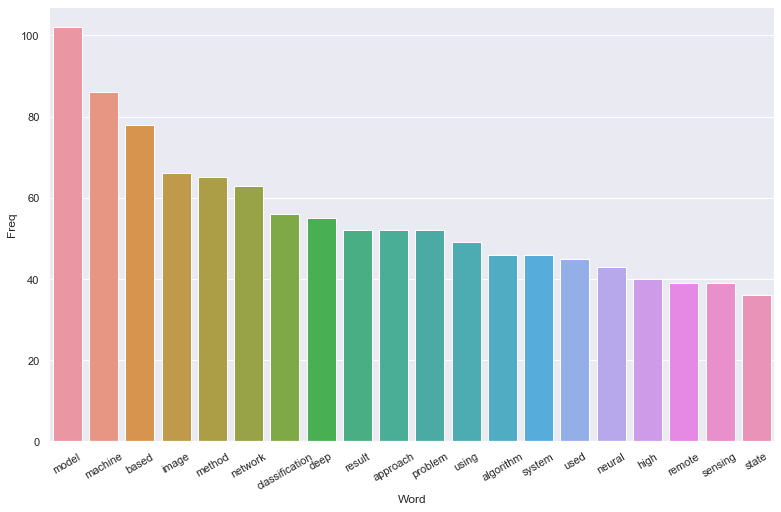 100
80
60
40
20
0
Freq
model machine based image method network classification deep result approach problem using algorithm system used neural high remote sensing state
Word